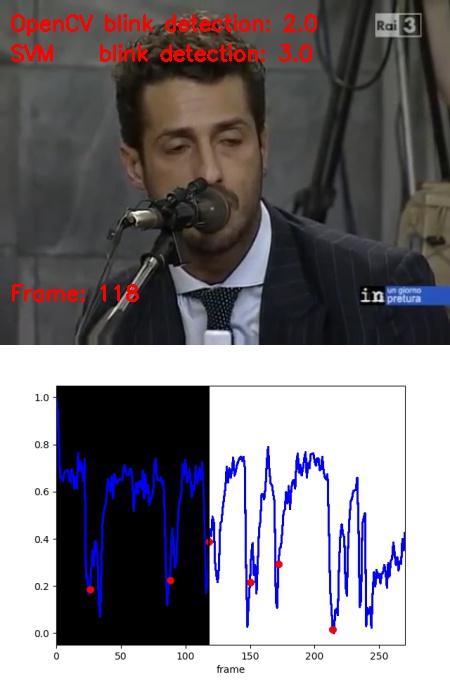 OpenCV blink detection: 2.0
Rai 3
SVM blink detection: 3.0
Frame: 118
in un giorno
pretura
1.0
0.8
0.6
0.4
0.2
0.0
0 50 100 150 200 250
frame